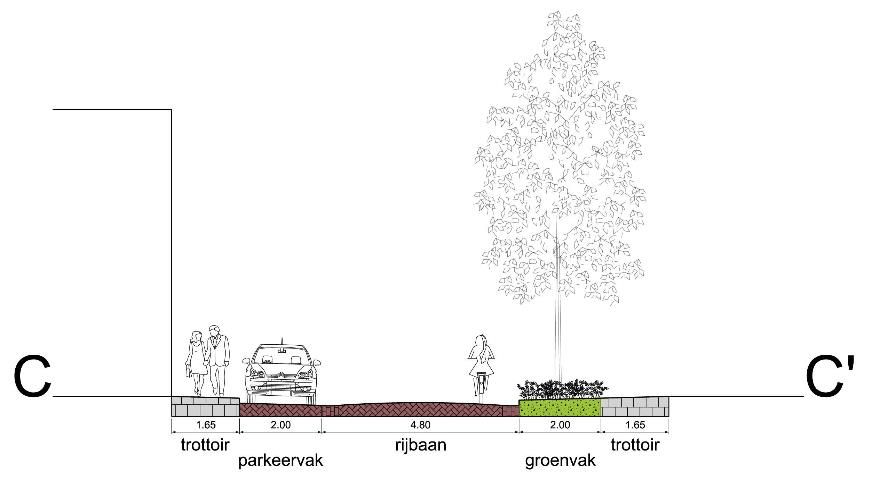 C C'
1.65 2.00 4.80 2.00 1.65
trottoir rijbaan trottoir
parkeervak groenvak